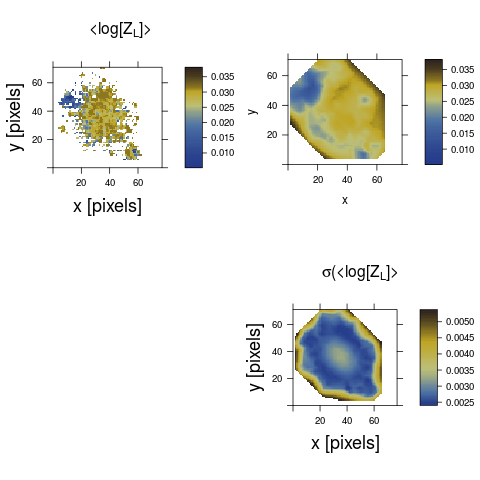 <log[Z_L]>
60
40
20
20 40 60
y [pixels]
x [pixels]
0.035
0.030
0.025
0.020
0.015
0.010
60
40
20
20 40 60
y
x
0.035
0.030
0.025
0.020
0.015
0.010
σ(<log[Z_L]>
60
40
20
20 40 60
y [pixels]
x [pixels]
0.0050
0.0045
0.0040
0.0035
0.0030
0.0025